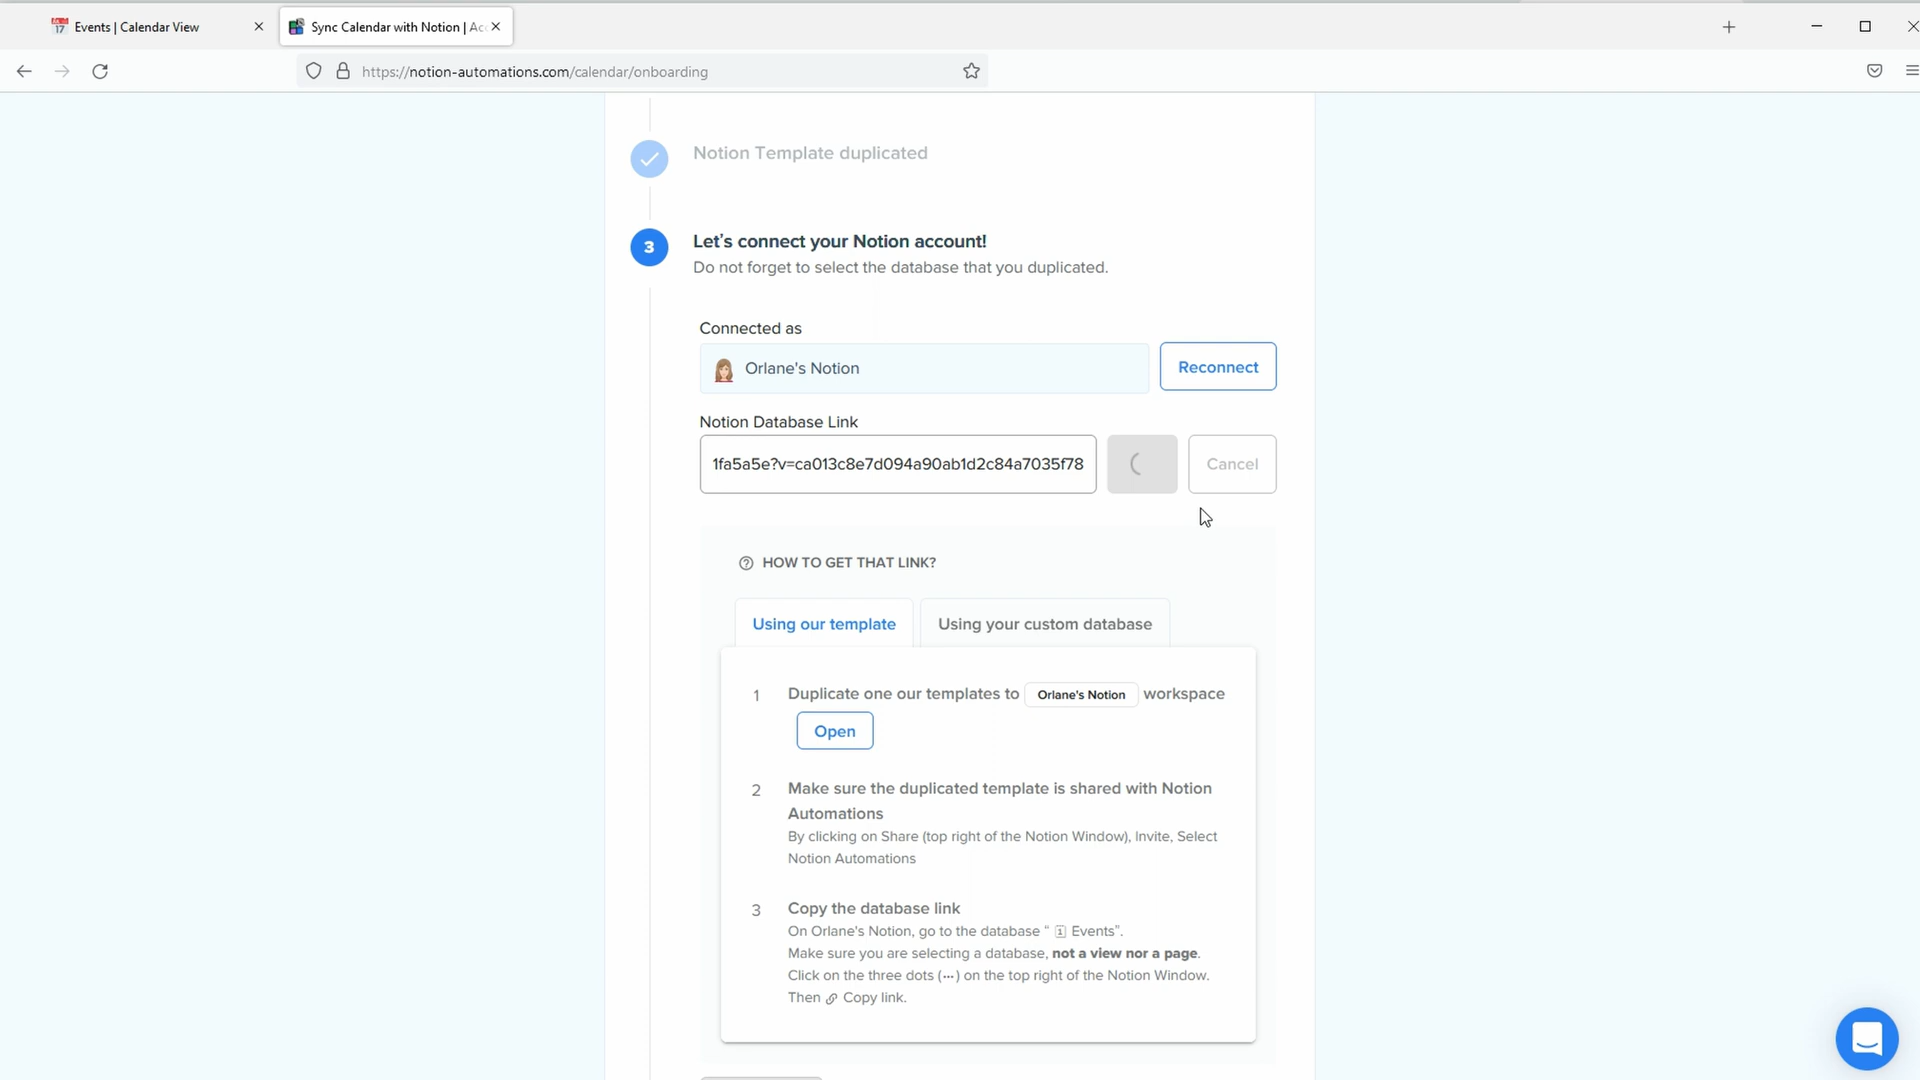 17 Events | Calendar View
Sync Calendar with Notion | Acc
https://notion-automations.com/calendar/onboarding
Notion Template duplicated
3 Let's connect your Notion account!
Do not forget to select the database that you duplicated.
Connected as
Orlane's Notion Reconnect
Notion Database Link
1fa5a5e?v=ca013c8e7d094a90ab1d2c84a7035f78 Cancel
HOW TO GET THAT LINK?
Using our template Using your custom database
1 Duplicate one our templates to Orlane's Notion workspace
Open
2 Make sure the duplicated template is shared with Notion
Automations
By clicking on Share (top right of the Notion Window), Invite, Select
Notion Automations
3 Copy the database link
On Orlane's Notion, go to the database “ 1 Events”.
Make sure you are selecting a database, not a view nor a page.
Click on the three dots (•••) on the top right of the Notion Window.
Then Copy link.